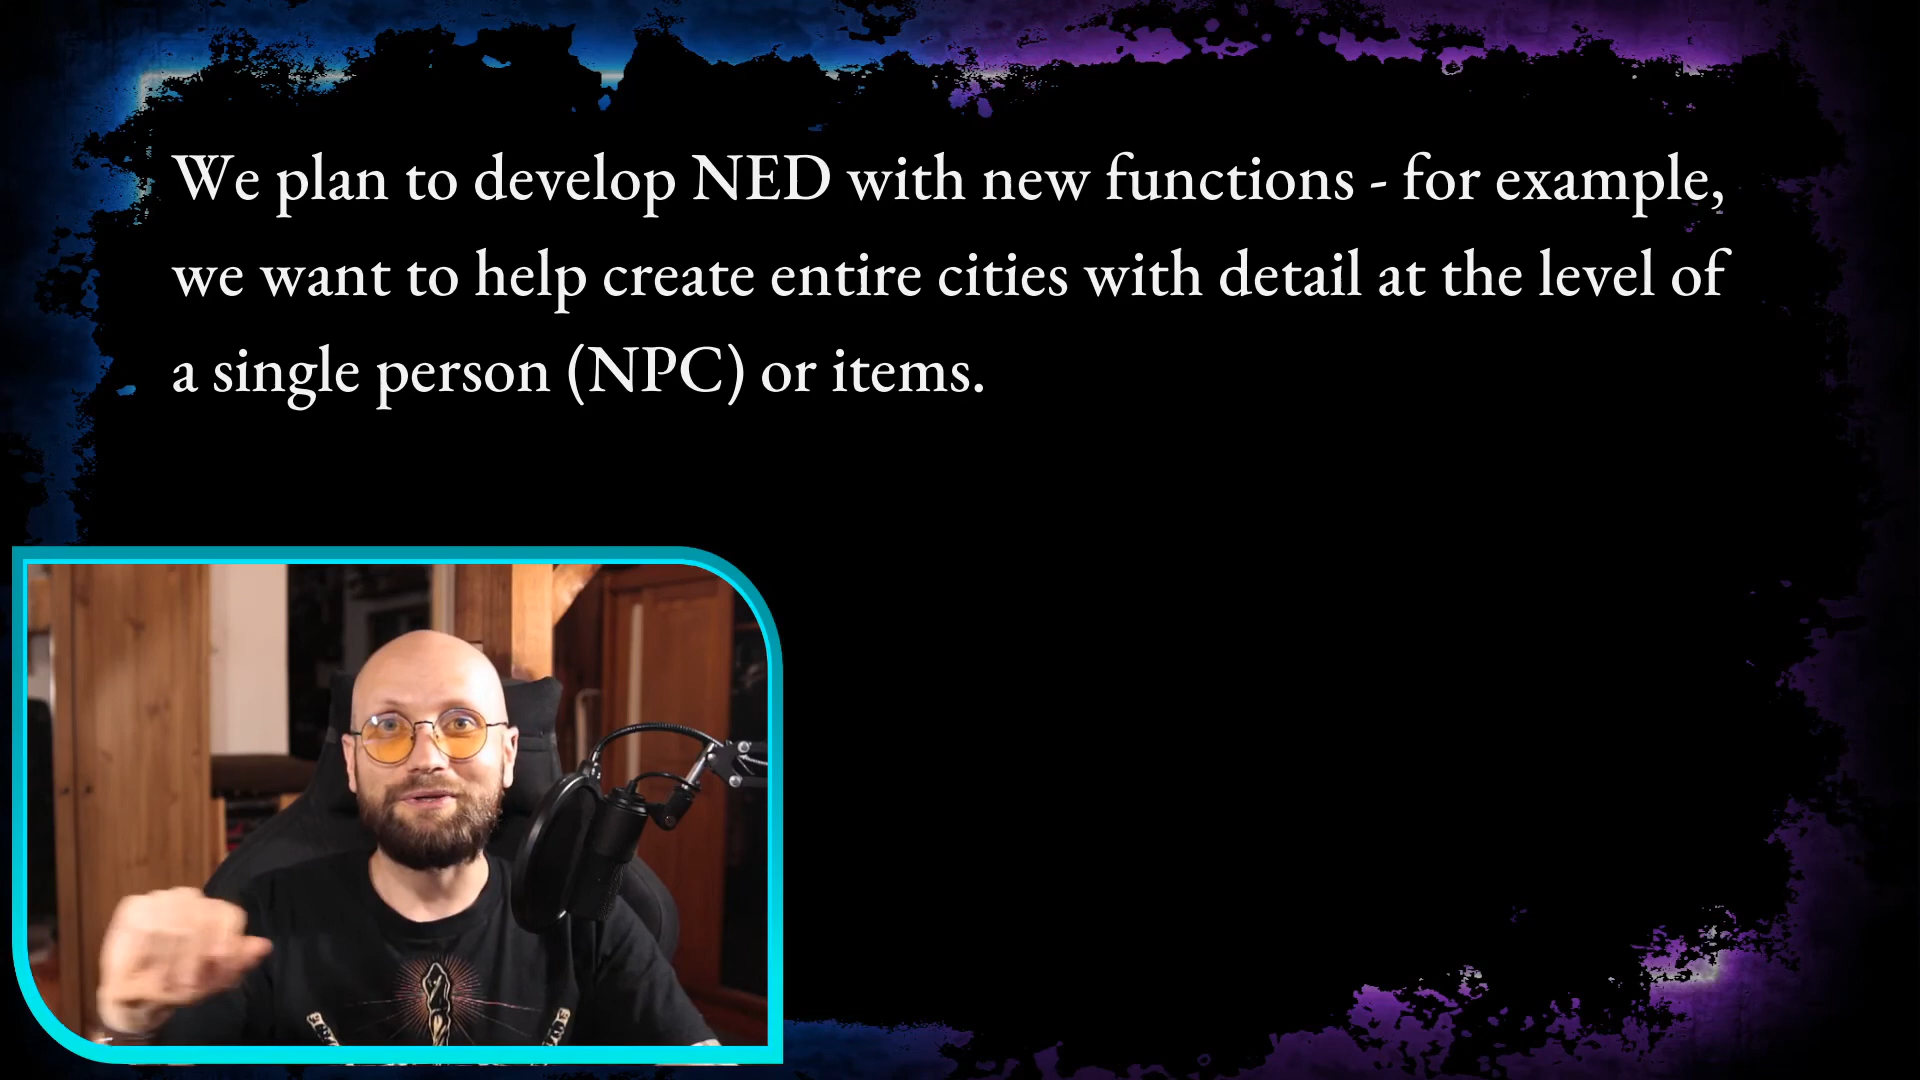 We plan to develop NED with new functions - for example,
we want to help create entire cities with detail at the level of
a single person (NPC) or items.